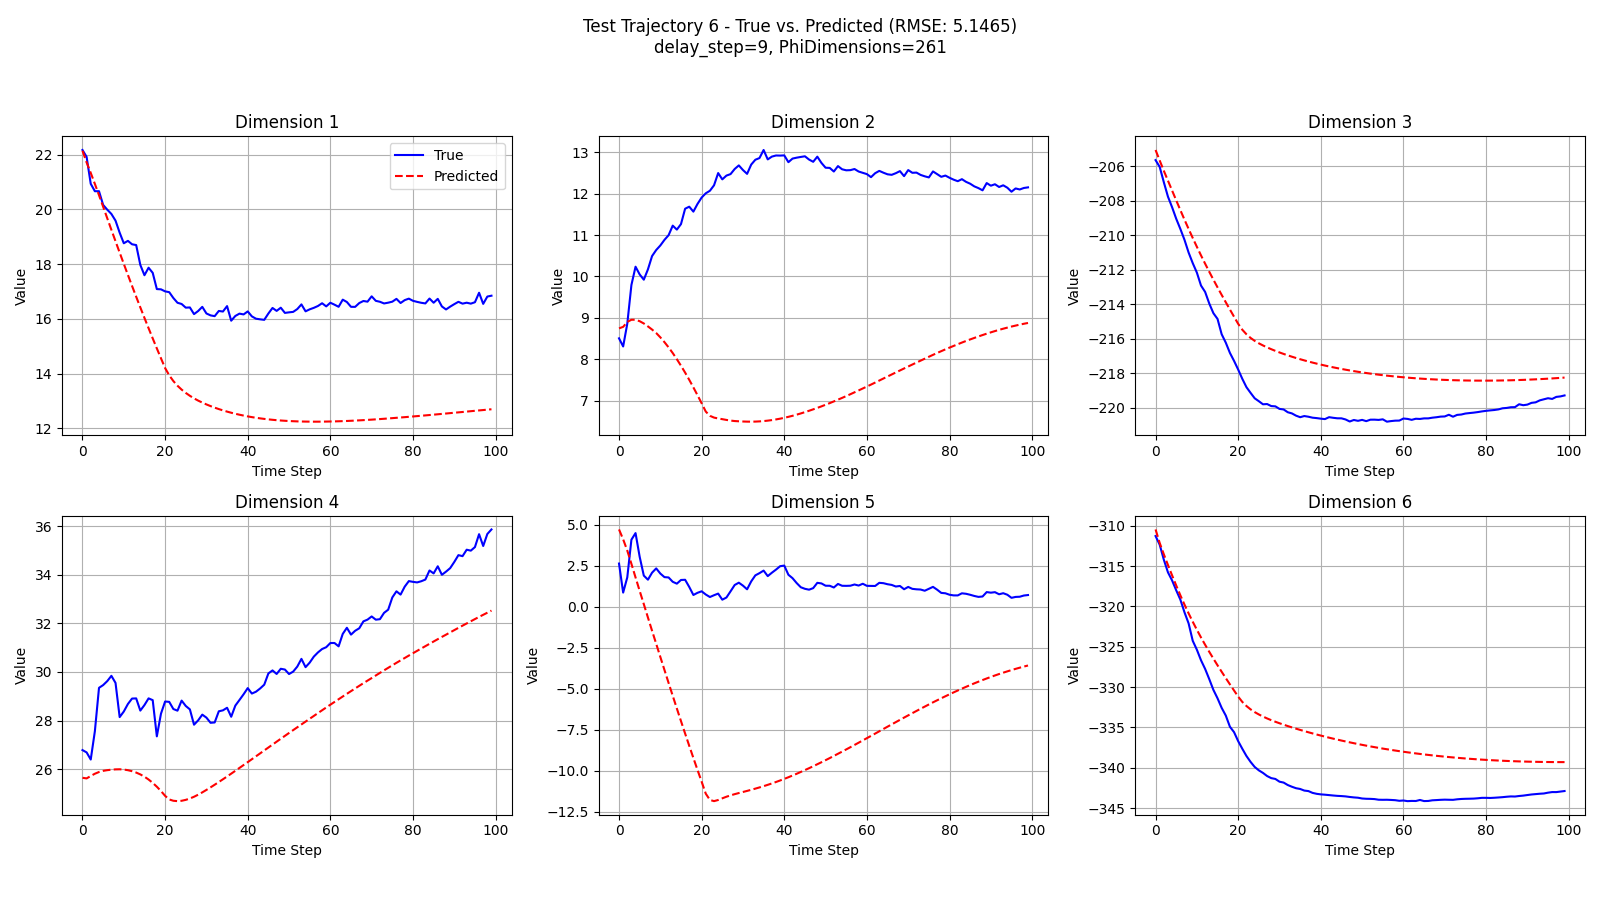 Test Trajectory 6 - True vs. Predicted (RMSE: 5.1465)
delay_step=9, PhiDimensions=261
Dimension 1
Value
22
20
18
16
14
12
0 20 40 60 80 100
Time Step
True
Predicted
Dimension 2
Value
13
12
11
10
9
8
7
0 20 40 60 80 100
Time Step
Dimension 3
Value
−206
−208
−210
−212
−214
−216
−218
−220
0 20 40 60 80 100
Time Step
Dimension 4
Value
36
34
32
30
28
26
0 20 40 60 80 100
Time Step
Dimension 5
Value
5.0
2.5
0.0
−2.5
−5.0
−7.5
−10.0
−12.5
0 20 40 60 80 100
Time Step
Dimension 6
Value
−310
−315
−320
−325
−330
−335
−340
−345
0 20 40 60 80 100
Time Step